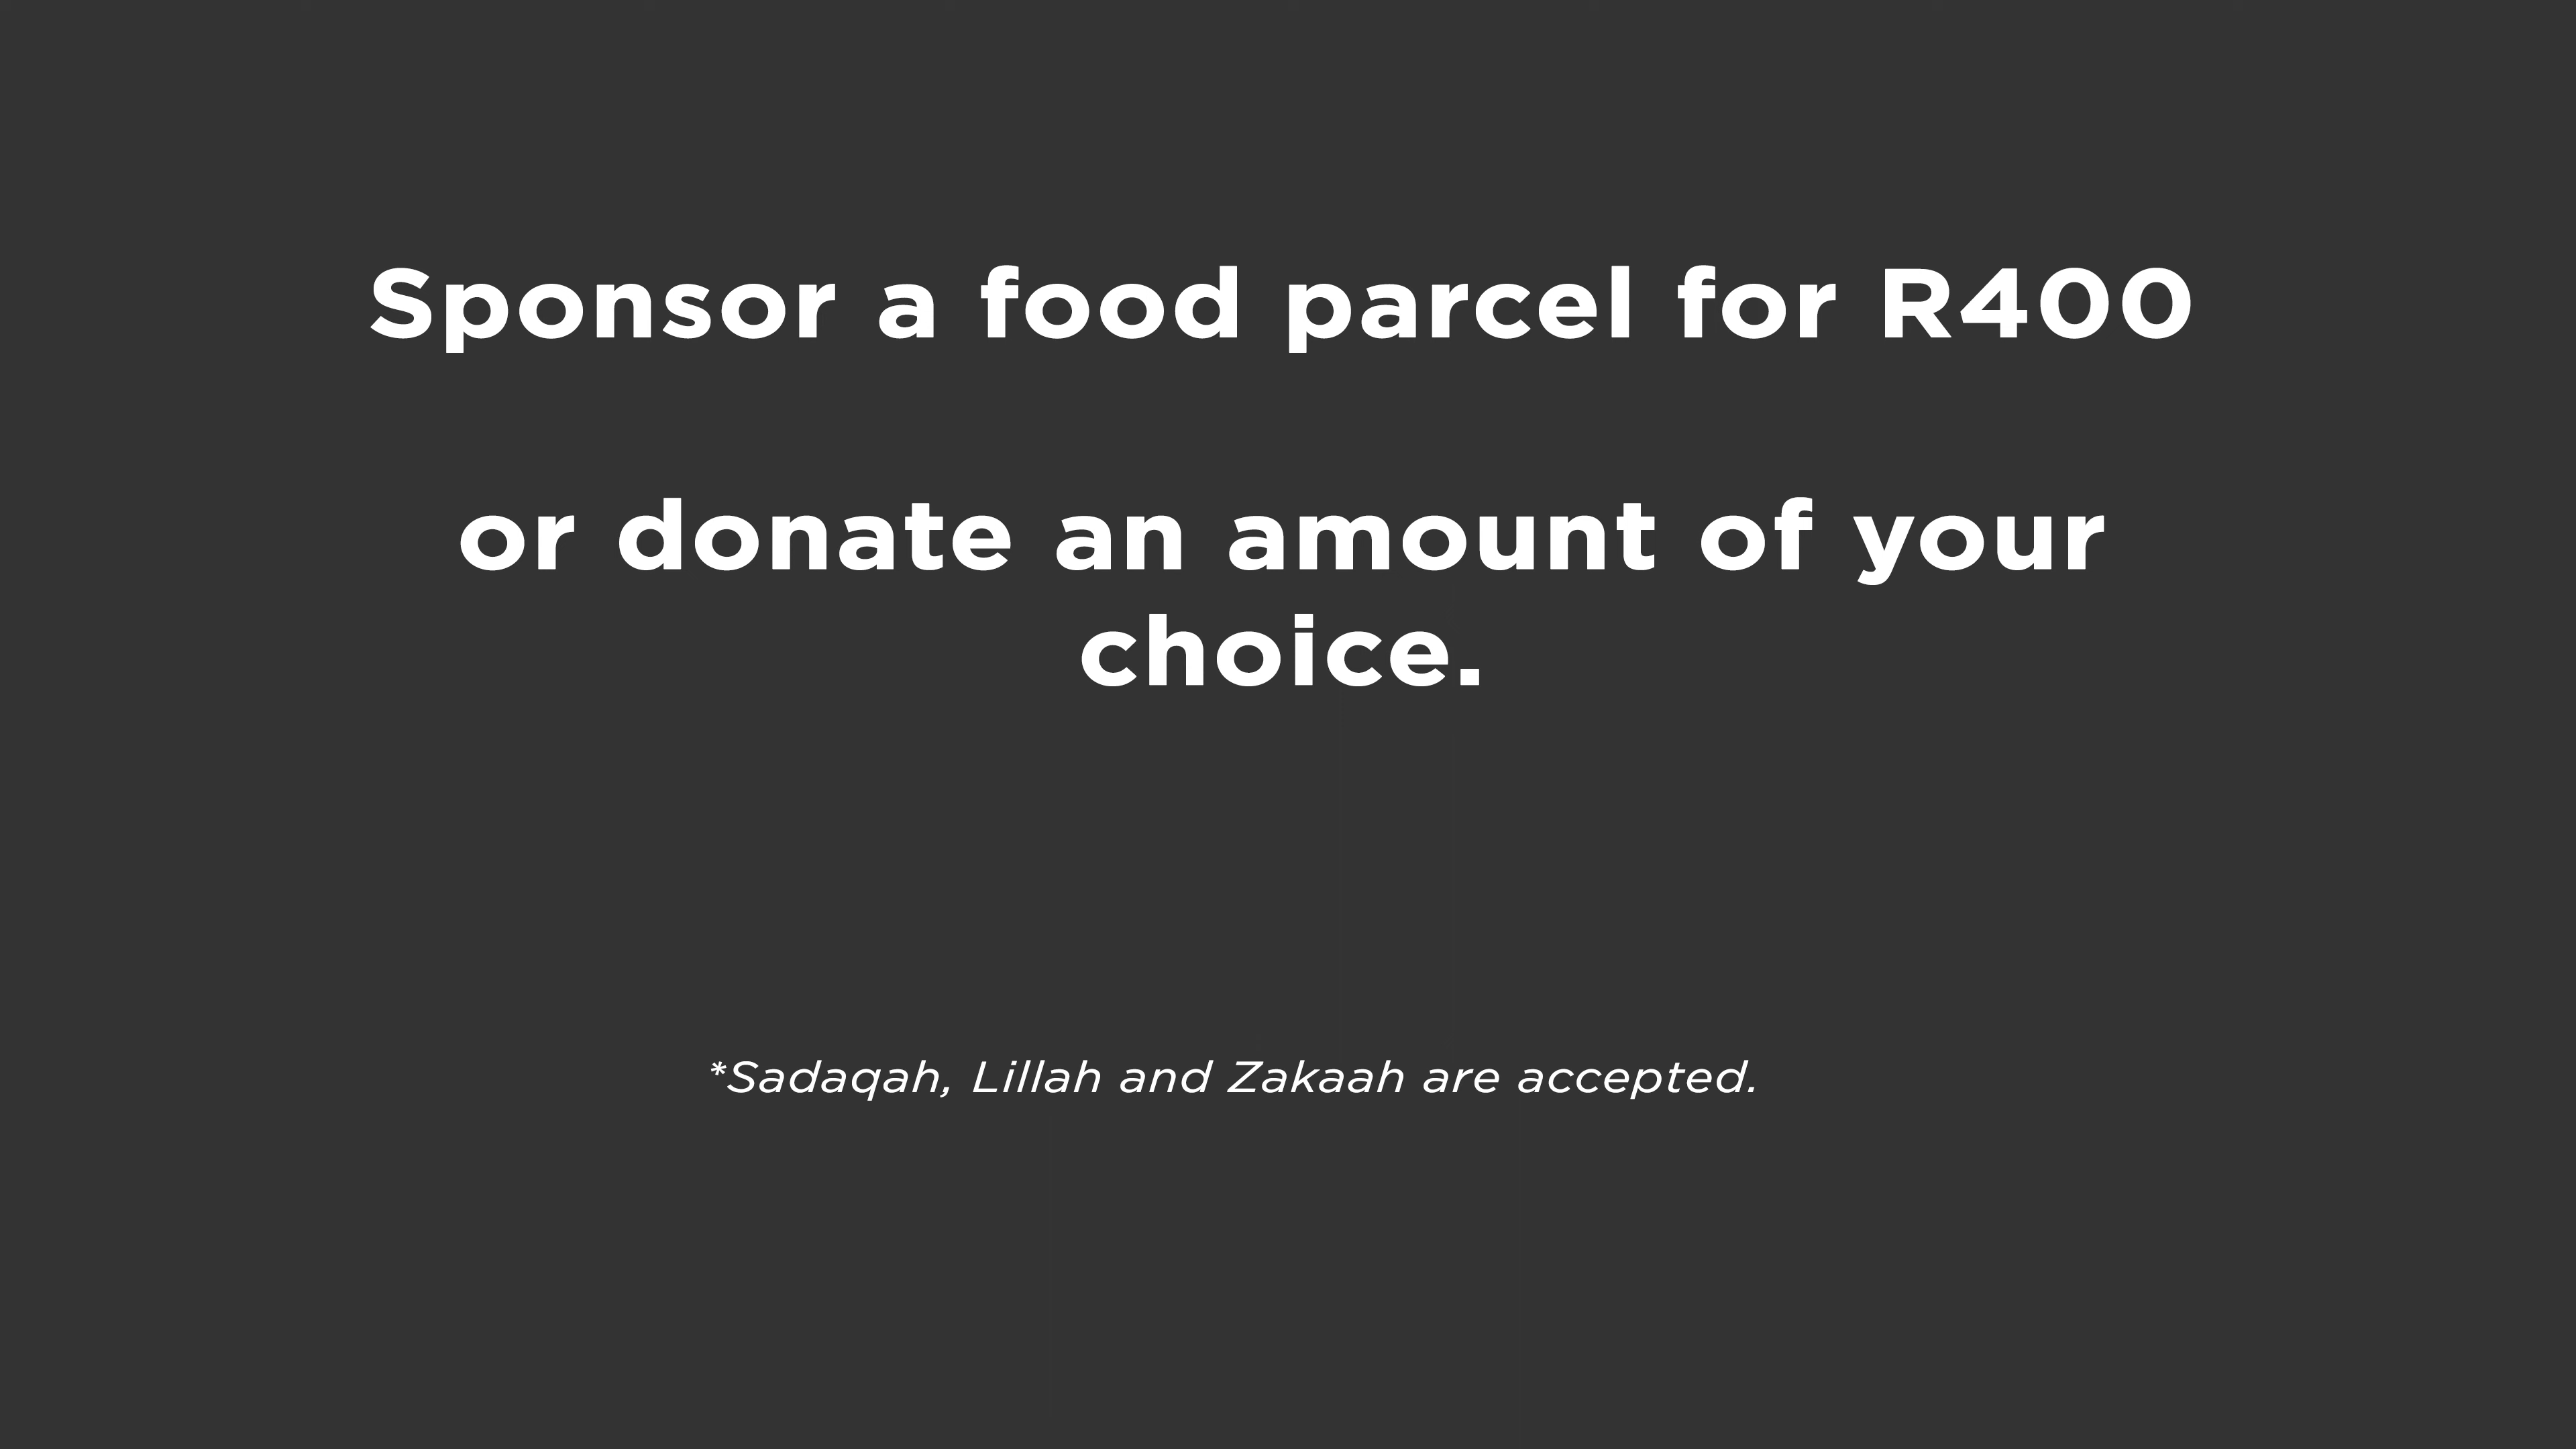 Sponsor a food parcel for R400
or donate an amount of your
choice.
*Sadaqah, Lillah and Zakaah are accepted.